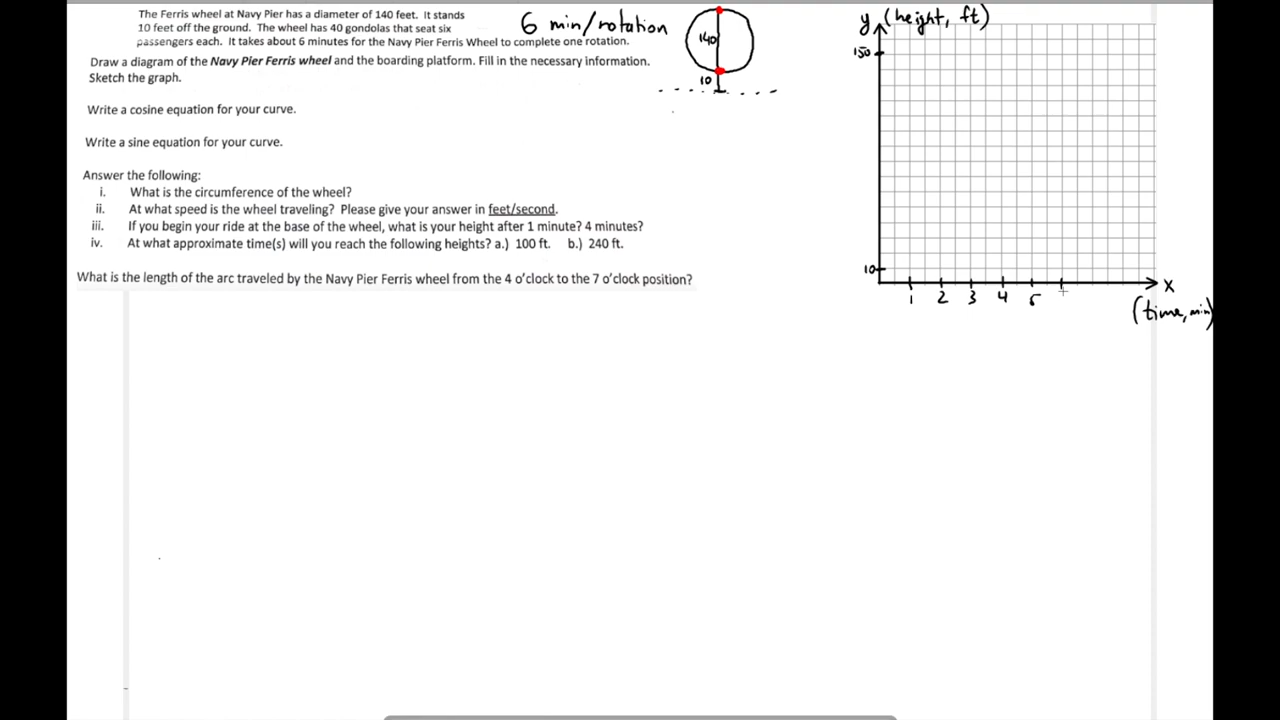 The Ferris wheel at Navy Pier has a diameter of 140 feet. It stands
10 feet off the ground. The wheel has 40 gondolas that seat six
passengers each. It takes about 6 minutes for the Navy Pier Ferris Wheel to complete one rotation.
6 min/rotation
Draw a diagram of the Navy Pier Ferris wheel and the boarding platform. Fill in the necessary information.
Sketch the graph.
Write a cosine equation for your curve.
Write a sine equation for your curve.
Answer the following:
i. What is the circumference of the wheel?
ii. At what speed is the wheel traveling? Please give your answer in feet/second.
iii. If you begin your ride at the base of the wheel, what is your height after 1 minute? 4 minutes?
iv. At what approximate time(s) will you reach the following heights? a.) 100 ft. b.) 240 ft.
What is the length of the arc traveled by the Navy Pier Ferris wheel from the 4 o'clock to the 7 o'clock position?
140
10
y (height, ft)
150
10
1 2 3 4 5
x
(time, min)